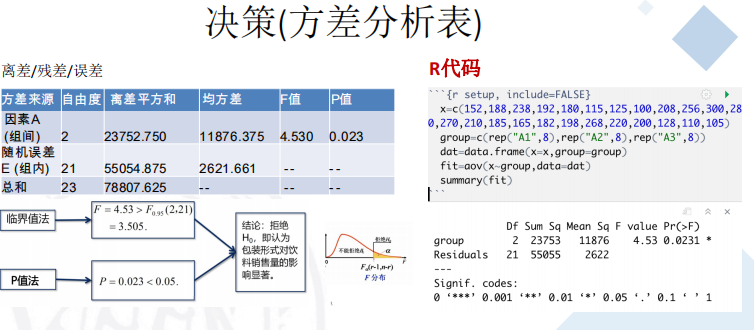 决策(方差分析表)
离差/残差/误差
方差来源 自由度 离差平方和 均方差 F值 P值
因素A
(组间) 2 23752.750 11876.375 4.530 0.023
随机误差
E (组内) 21 55054.875 2621.661 -- --
总和 23 78807.625 -- -- --
临界值法
F = 4.53 > F₀.₉₅(2,21)
= 3.505.
P值法
P = 0.023 < 0.05.
结论：拒绝
H₀，即认为
包装形式对饮
料销售量的影
响显著。
拒绝域
不能拒绝域
α
0
Fα(r-1,n-r)
F
F 分布
R代码
```{r setup, include=FALSE}
x=c(152,188,238,192,180,115,125,100,208,256,300,28
0,270,210,185,165,182,198,268,220,200,128,110,105)
group=c(rep("A1",8),rep("A2",8),rep("A3",8))
dat=data.frame(x=x,group=group)
fit=aov(x~group,data=dat)
summary(fit)
```
Df Sum Sq Mean Sq F value Pr(>F)
group 2 23753 11876 4.53 0.0231 *
Residuals 21 55055 2622
---
Signif. codes:
0 ‘***’ 0.001 ‘**’ 0.01 ‘*’ 0.05 ‘.’ 0.1 ‘ ’ 1